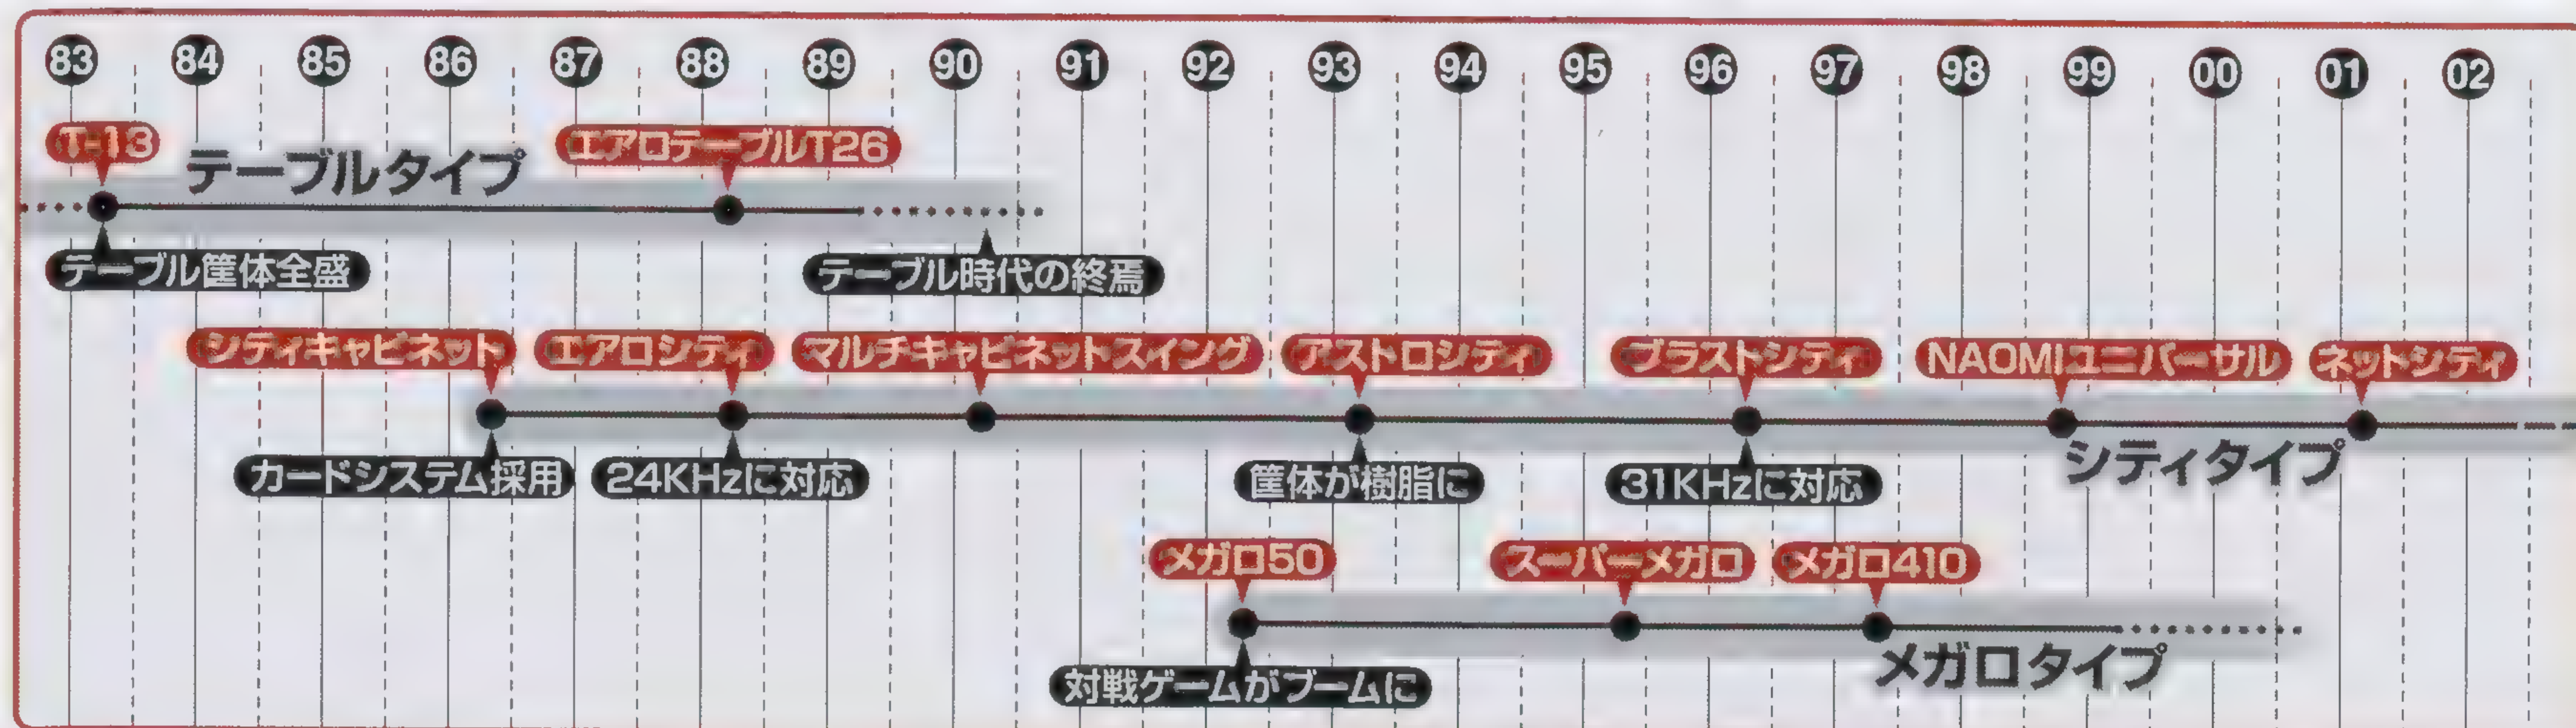 83 84 85 86 87 88 89 90 91 92 93 94 95 96 97 98 99 00 01 02
T-13
エアロテーブルT26
テーブルタイプ
テーブル筐体全盛
テーブル時代の終焉
シティキャビネット
エアロシティ
マルチキャビネットスイング
アストロシティ
ブラストシティ
NAOMIユニバーサル
ネットシティ
シティタイプ
カードシステム採用
24KHzに対応
筐体が樹脂に
31KHzに対応
メガロ50
スーパーメガロ
メガロ410
メガロタイプ
対戦ゲームがブームに